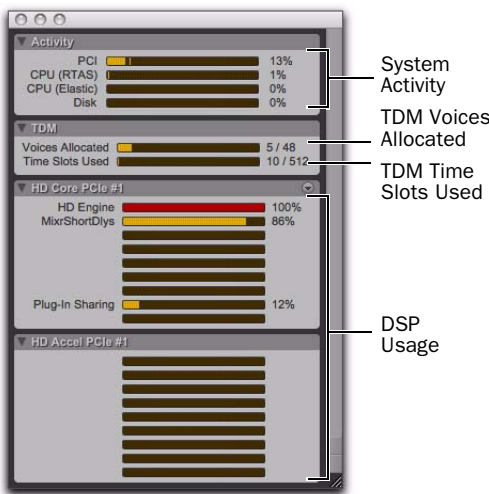 Activity
PCI 13%
CPU (RTAS) 1%
CPU (Elastic) 0%
Disk 0%
TDM
Voices Allocated 5 / 48
Time Slots Used 10 / 512
HD Core PCIe #1
HD Engine 100%
MixrShortDlys 86%
Plug-In Sharing 12%
HD Accel PCIe #1
System
Activity
TDM Voices
Allocated
TDM Time
Slots Used
DSP
Usage